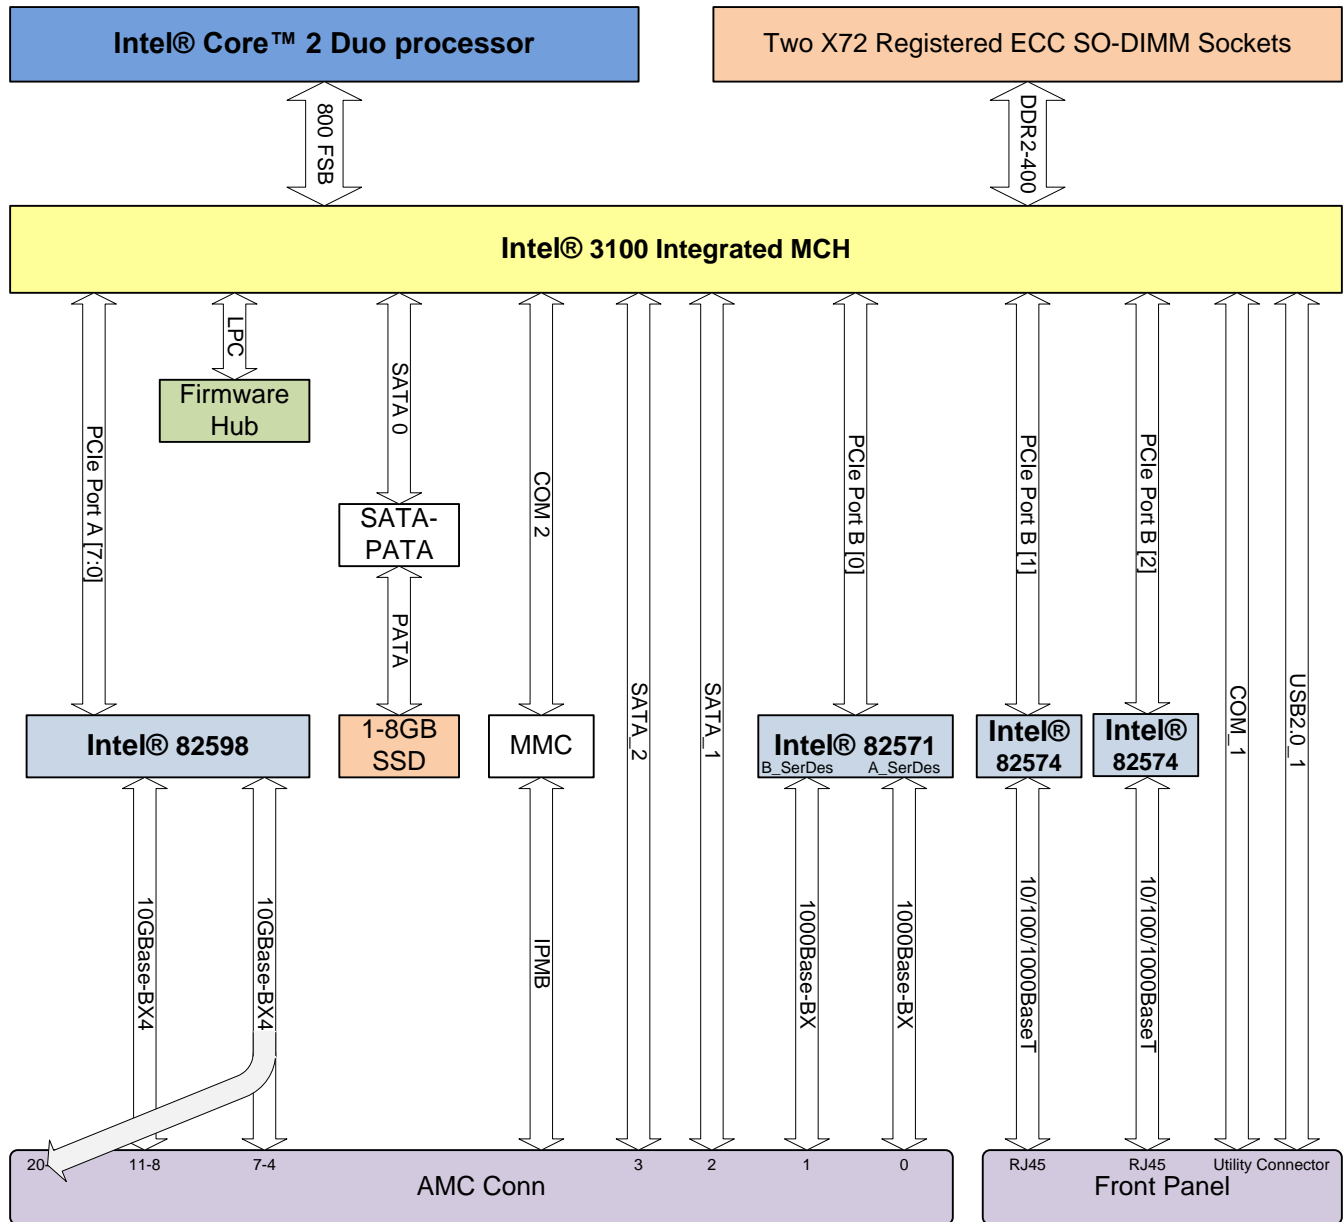 Intel® Core™ 2 Duo processor
Two X72 Registered ECC SO-DIMM Sockets
800 FSB
DDR2-400
Intel® 3100 Integrated MCH
PCIe Port A [7:0]
LPC
Firmware
Hub
SATA 0
SATA-
PATA
PATA
COM 2
SATA_2
SATA_1
PCIe Port B [0]
PCIe Port B [1]
PCIe Port B [2]
COM_1
USB2.0_1
Intel® 82598
1-8GB
SSD
MMC
Intel® 82571
B_SerDes
A_SerDes
Intel®
82574
Intel®
82574
10GBase-BX4
10GBase-BX4
IPMB
1000Base-BX
1000Base-BX
10/100/1000BaseT
10/100/1000BaseT
11-8
7-4
3
2
1
0
AMC Conn
RJ45
RJ45
Utility Connector
Front Panel